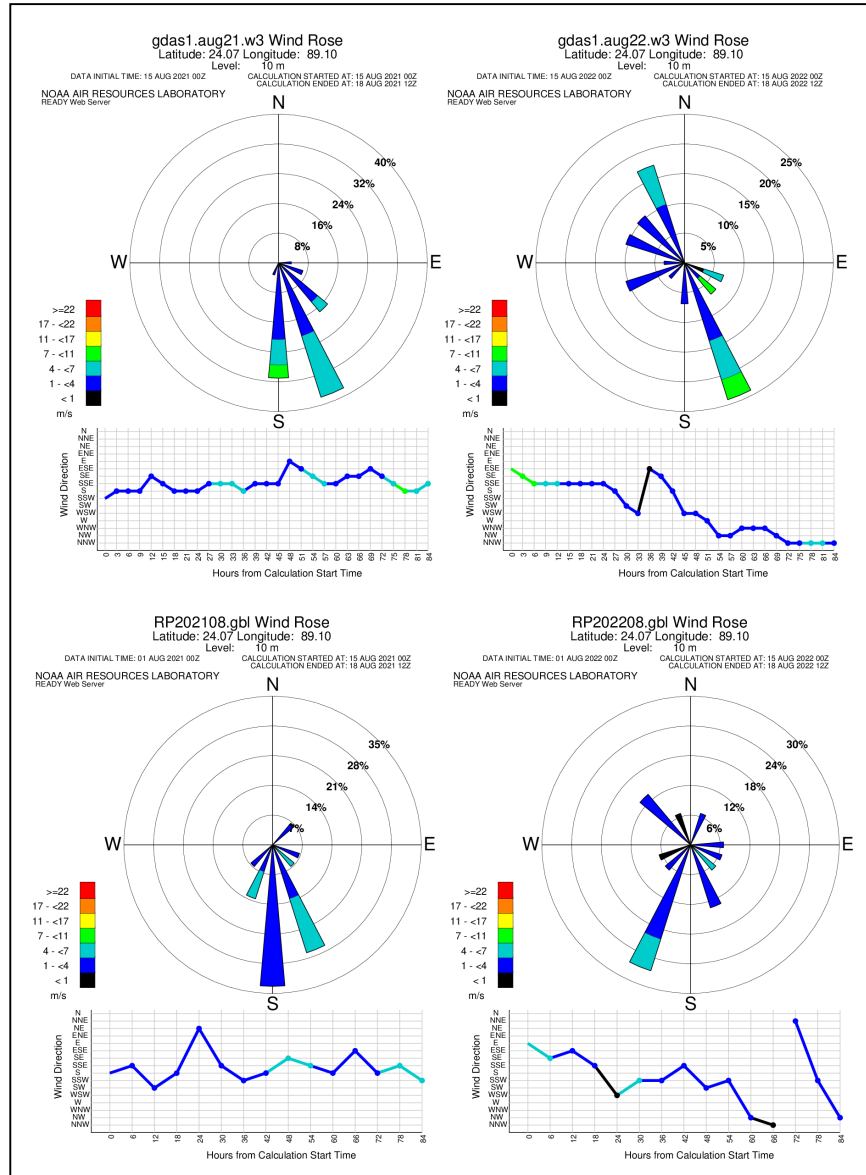 gdas1.aug21.w3 Wind Rose
Latitude: 24.07 Longitude: 89.10
Level: 10 m
DATA INITIAL TIME: 15 AUG 2021 00Z CALCULATION STARTED AT: 15 AUG 2021 00Z
CALCULATION ENDED AT: 18 AUG 2021 12Z
NOAA AIR RESOURCES LABORATORY
READY Web Server
N
40%
32%
24%
16%
8%
W
E
S
>=22
17 - <22
11 - <17
7 - <11
4 - <7
1 - <4
< 1
m/s
Wind Direction
N
NNE
NE
ENE
E
ESE
SE
SSE
S
SSW
SW
WSW
W
WNW
NW
NNW
0 3 6 9 12 15 18 21 24 27 30 33 36 39 42 45 48 51 54 57 60 63 66 69 72 75 78 81 84
Hours from Calculation Start Time
gdas1.aug22.w3 Wind Rose
Latitude: 24.07 Longitude: 89.10
Level: 10 m
DATA INITIAL TIME: 15 AUG 2022 00Z CALCULATION STARTED AT: 15 AUG 2022 00Z
CALCULATION ENDED AT: 18 AUG 2022 12Z
NOAA AIR RESOURCES LABORATORY
READY Web Server
N
25%
20%
15%
10%
5%
W
E
S
>=22
17 - <22
11 - <17
7 - <11
4 - <7
1 - <4
< 1
m/s
Wind Direction
N
NNE
NE
ENE
E
ESE
SE
SSE
S
SSW
SW
WSW
W
WNW
NW
NNW
0 3 6 9 12 15 18 21 24 27 30 33 36 39 42 45 48 51 54 57 60 63 66 69 72 75 78 81 84
Hours from Calculation Start Time
RP202108.gbl Wind Rose
Latitude: 24.07 Longitude: 89.10
Level: 10 m
DATA INITIAL TIME: 01 AUG 2021 00Z CALCULATION STARTED AT: 15 AUG 2021 00Z
CALCULATION ENDED AT: 18 AUG 2021 12Z
NOAA AIR RESOURCES LABORATORY
READY Web Server
N
35%
28%
21%
14%
7%
W
E
S
>=22
17 - <22
11 - <17
7 - <11
4 - <7
1 - <4
< 1
m/s
Wind Direction
N
NNE
NE
ENE
E
ESE
SE
SSE
S
SSW
SW
WSW
W
WNW
NW
NNW
0 6 12 18 24 30 36 42 48 54 60 66 72 78 84
Hours from Calculation Start Time
RP202208.gbl Wind Rose
Latitude: 24.07 Longitude: 89.10
Level: 10 m
DATA INITIAL TIME: 01 AUG 2022 00Z CALCULATION STARTED AT: 15 AUG 2022 00Z
CALCULATION ENDED AT: 18 AUG 2022 12Z
NOAA AIR RESOURCES LABORATORY
READY Web Server
N
30%
24%
18%
12%
6%
W
E
S
>=22
17 - <22
11 - <17
7 - <11
4 - <7
1 - <4
< 1
m/s
Wind Direction
N
NNE
NE
ENE
E
ESE
SE
SSE
S
SSW
SW
WSW
W
WNW
NW
NNW
0 6 12 18 24 30 36 42 48 54 60 66 72 78 84
Hours from Calculation Start Time